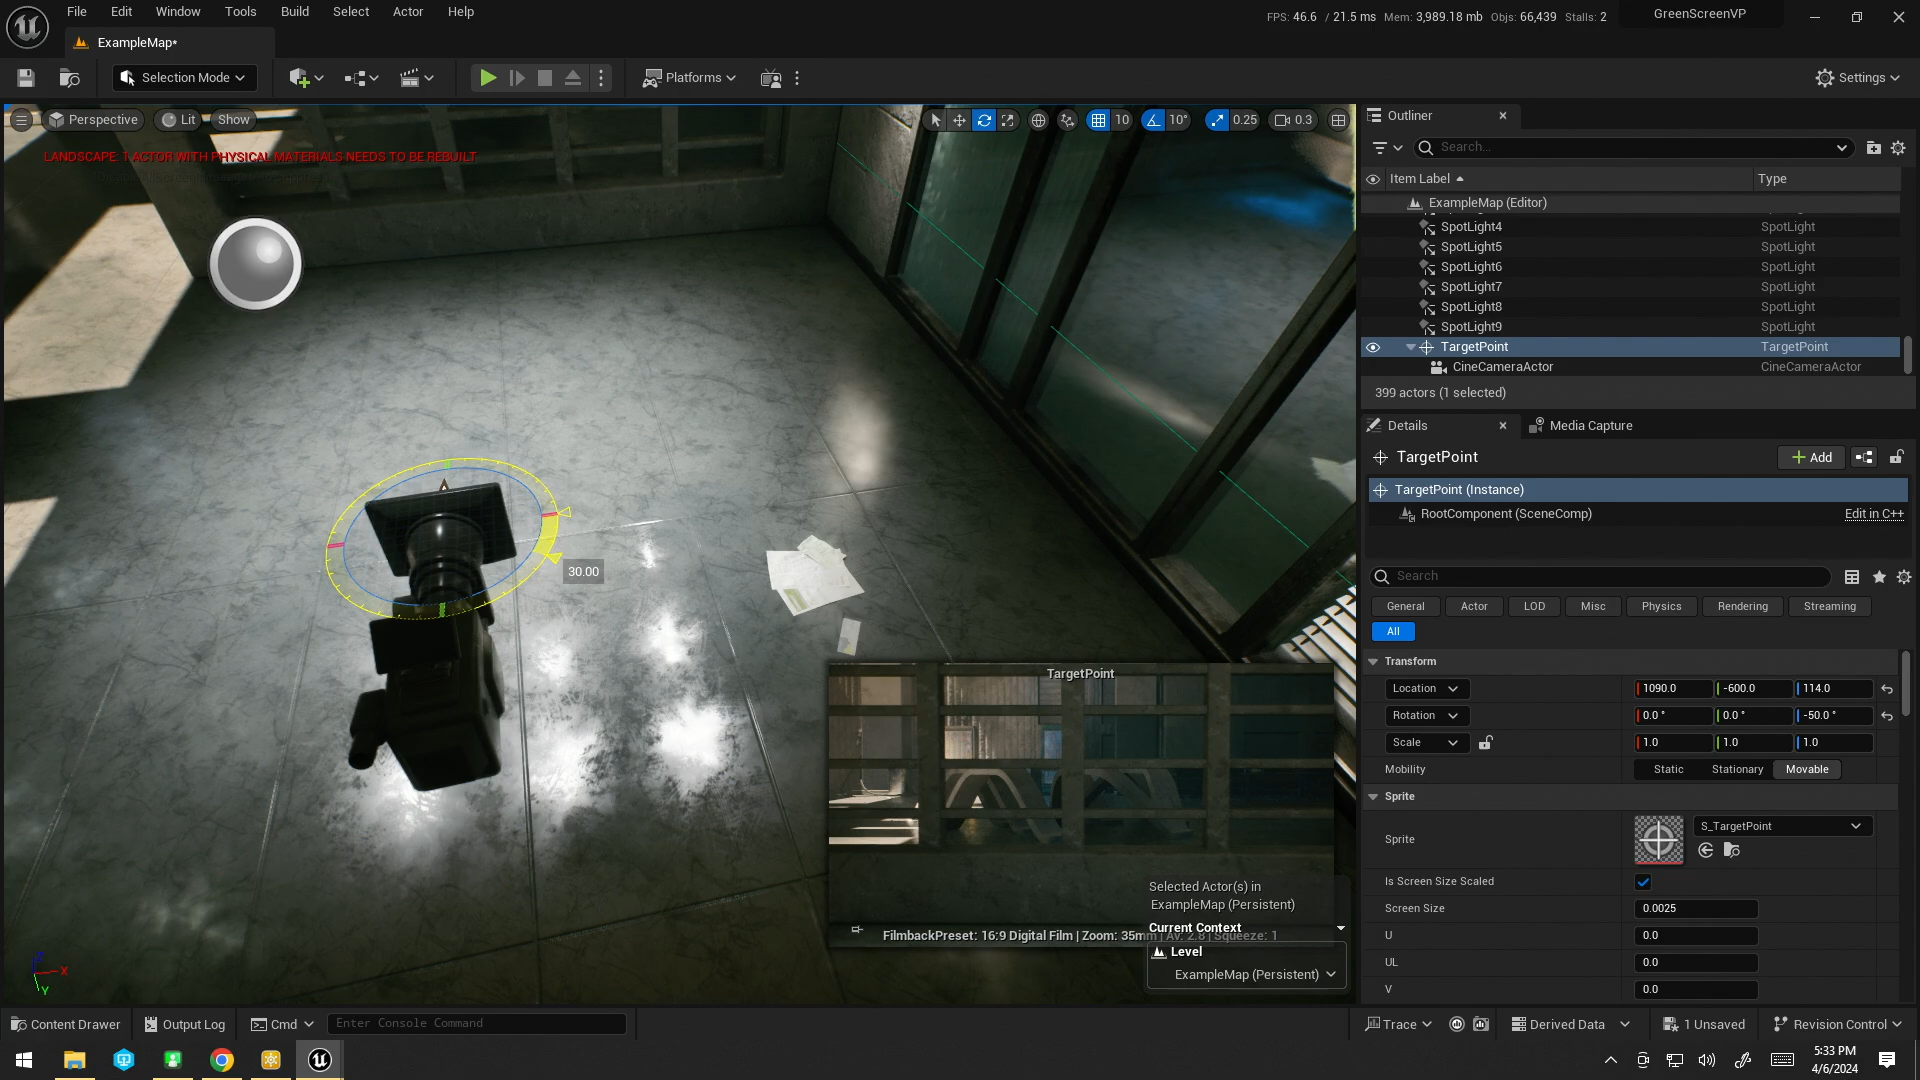 File Edit Window Tools Build Select Actor Help
FPS: 46.6 / 21.5 ms Mem: 3,989.18 mb Objs: 66,439 Stalls: 2
GreenScreenVP
ExampleMap*
Selection Mode
Platforms
Settings
Perspective
Lit
Show
10
10°
0.25
0.3
LANDSCAPE: 1 ACTOR WITH PHYSICAL MATERIALS NEEDS TO BE REBUILT
30.00
TargetPoint
Selected Actor(s) in
ExampleMap (Persistent)
Current Context
FilmbackPreset: 16:9 Digital Film | Zoom: 35mm | Av: 2.8 | Squeeze: 1
Level
ExampleMap (Persistent)
X
Y
Outliner
Search...
Item Label Type
ExampleMap (Editor)
SpotLight4 SpotLight
SpotLight5 SpotLight
SpotLight6 SpotLight
SpotLight7 SpotLight
SpotLight8 SpotLight
SpotLight9 SpotLight
TargetPoint TargetPoint
CineCameraActor CineCameraActor
399 actors (1 selected)
Details
Media Capture
TargetPoint
Add
TargetPoint (Instance)
RootComponent (SceneComp) Edit in C++
Search
General Actor LOD Misc Physics Rendering Streaming
All
Transform
Location 1090.0 -600.0 114.0
Rotation 0.0 ° 0.0 ° -50.0 °
Scale 1.0 1.0 1.0
Mobility Static Stationary Movable
Sprite
Sprite S_TargetPoint
Is Screen Size Scaled
Screen Size 0.0025
U 0.0
UL 0.0
V 0.0
Content Drawer Output Log Cmd Enter Console Command
Trace Derived Data 1 Unsaved Revision Control
5:33 PM
4/6/2024